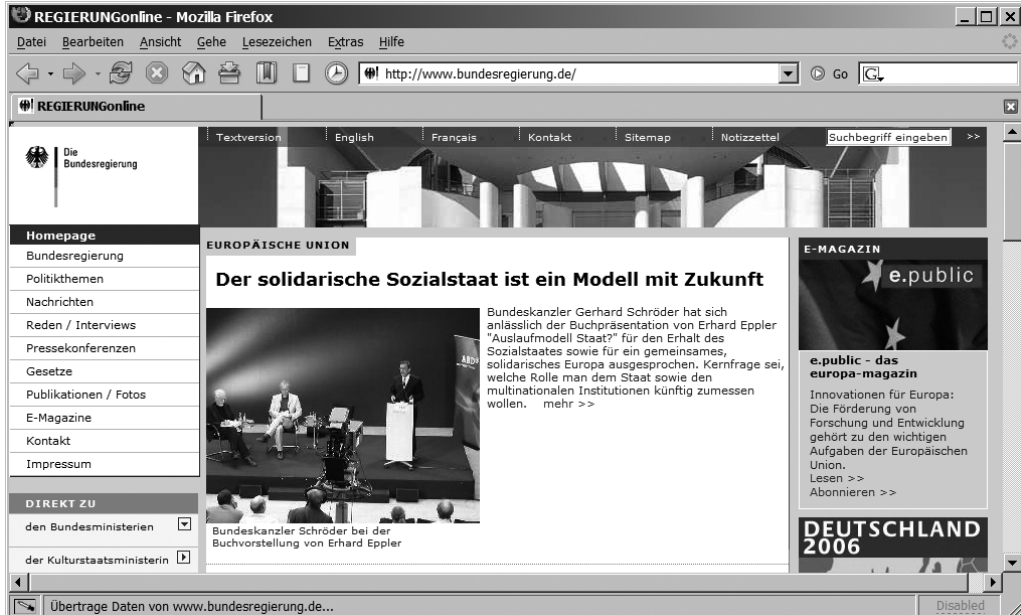 REGIERUNGonline - Mozilla Firefox
Datei Bearbeiten Ansicht Gehe Lesezeichen Extras Hilfe
http://www.bundesregierung.de/ Go G
REGIERUNGonline
Textversion English Français Kontakt Sitemap Notizzettel Suchbegriff eingeben >>
Die
Bundesregierung
Homepage
Bundesregierung
Politikthemen
Nachrichten
Reden / Interviews
Pressekonferenzen
Gesetze
Publikationen / Fotos
E-Magazine
Kontakt
Impressum
DIREKT ZU
den Bundesministerien
der Kulturstaatsministerin
EUROPÄISCHE UNION
Der solidarische Sozialstaat ist ein Modell mit Zukunft
Bundeskanzler Gerhard Schröder hat sich
anlässlich der Buchpräsentation von Erhard Eppler
"Auslaufmodell Staat?" für den Erhalt des
Sozialstaates sowie für ein gemeinsames,
solidarisches Europa ausgesprochen. Kernfrage sei,
welche Rolle man dem Staat sowie den
multinationalen Institutionen künftig zumessen
wollen. mehr >>
Bundeskanzler Schröder bei der
Buchvorstellung von Erhard Eppler
E-MAGAZIN
e.public
e.public - das
europa-magazin
Innovationen für Europa:
Die Förderung von
Forschung und Entwicklung
gehört zu den wichtigen
Aufgaben der Europäischen
Union.
Lesen >>
Abonnieren >>
DEUTSCHLAND
2006
Übertrage Daten von www.bundesregierung.de...
Disabled